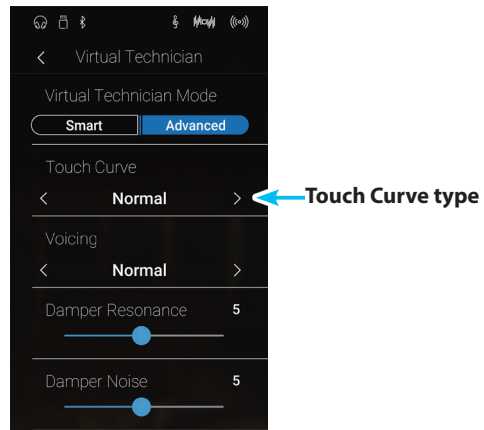 Virtual Technician
Virtual Technician Mode
Smart Advanced
Touch Curve
Normal
Touch Curve type
Voicing
Normal
Damper Resonance 5
Damper Noise 5